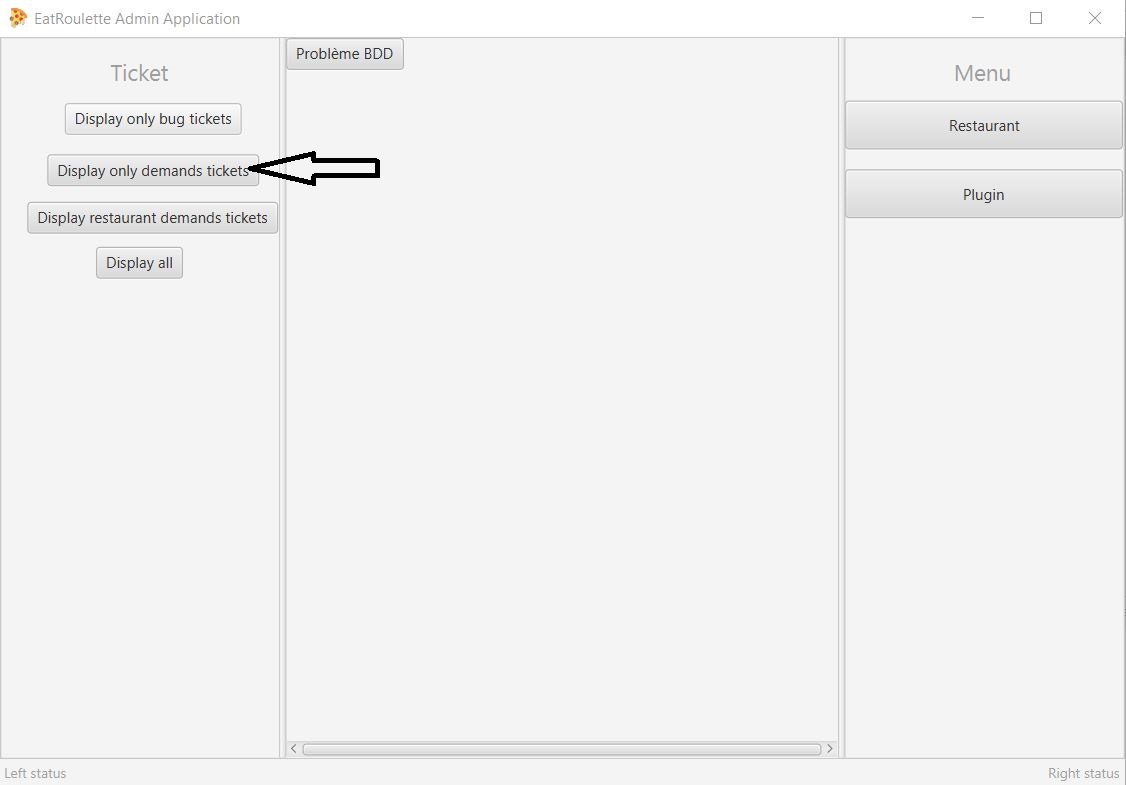 EatRoulette Admin Application
Ticket
Display only bug tickets
Display only demands tickets
Display restaurant demands tickets
Display all
Problème BDD
Menu
Restaurant
Plugin
Left status
Right status